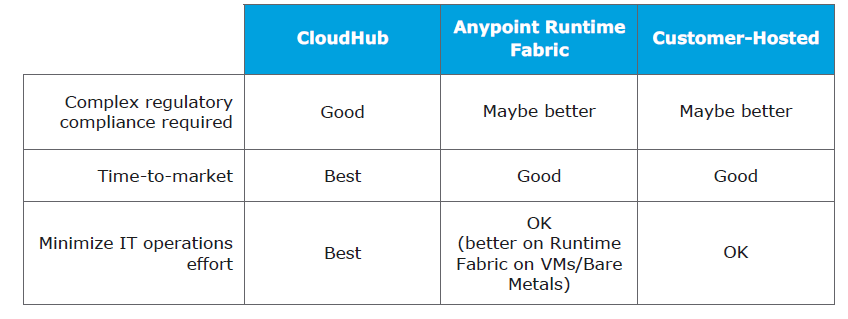 CloudHub
Anypoint Runtime
Fabric
Customer-Hosted
Complex regulatory
compliance required
Good
Maybe better
Maybe better
Time-to-market
Best
Good
Good
Minimize IT operations
effort
Best
OK
(better on Runtime
Fabric on VMs/Bare
Metals)
OK